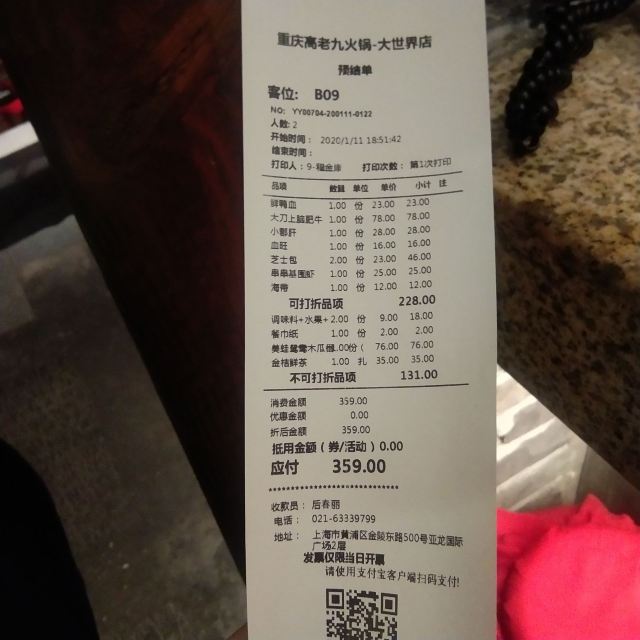 重庆高老九火锅-大世界店
预结单
客位: B09
NO: YY00704-200111-0122
人数: 2
开始时间: 2020/1/11 18:51:42
结束时间:
打印人: 9-楹金库 打印次数: 第1次打印
品项 数量 单位 单价 小计 注
鲜鸭血 1.00 份 23.00 23.00
大刀上脑肥牛 1.00 份 78.00 78.00
小郡肝 1.00 份 28.00 28.00
血旺 1.00 份 16.00 16.00
芝士包 2.00 份 23.00 46.00
串串基围虾 1.00 份 25.00 25.00
海带 1.00 份 12.00 12.00
可打折品项 228.00
调味料+水果+ 2.00 份 9.00 18.00
餐巾纸 1.00 份 2.00 2.00
美蛙鸳鸯木瓜 1.00份( 76.00 76.00
金桔鲜茶 1.00 扎 35.00 35.00
不可打折品项 131.00
消费金额 359.00
优惠金额 0.00
折后金额 359.00
抵用金额(券/活动) 0.00
应付 359.00
******************************
收款员: 后春丽
电话: 021-63339799
地址: 上海市黄浦区金陵东路500号亚龙国际
广场2层
发票仅限当日开票
请使用支付宝客户端扫码支付!